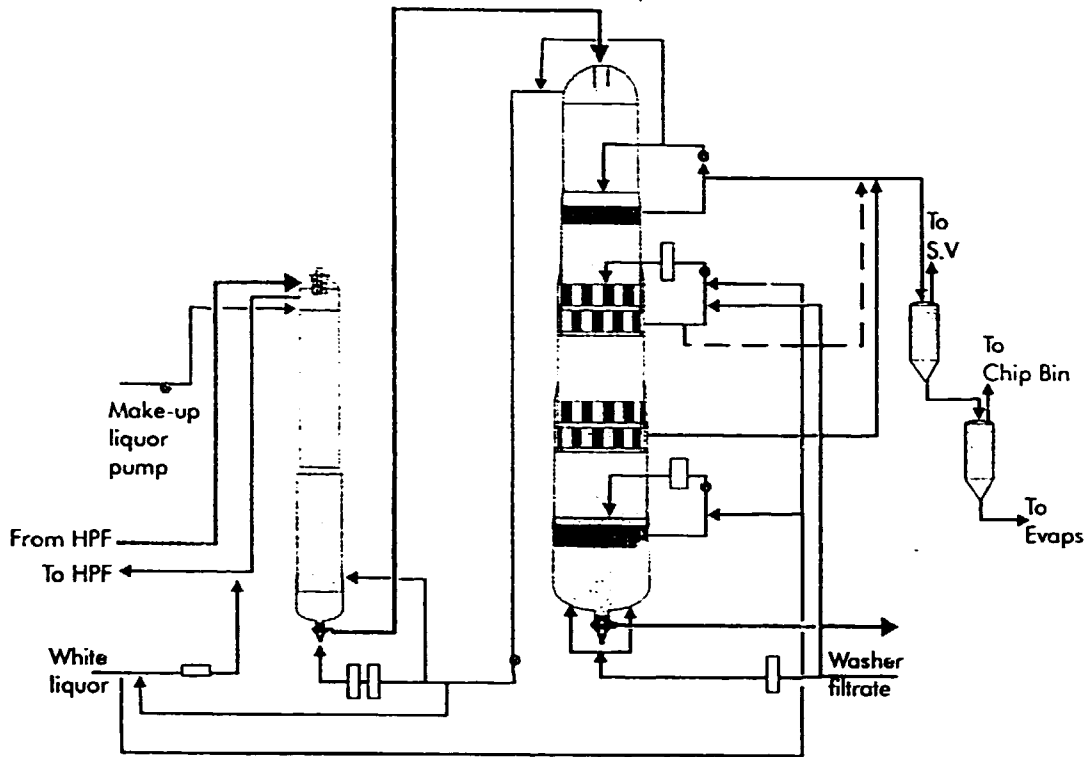 To
S.V
To
Chip Bin
Make-up
liquor
pump
From HPF
To HPF
To
Evaps
White
liquor
Washer
filtrate